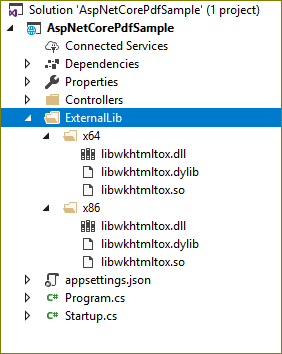 Solution 'AspNetCorePdfSample' (1 project)
AspNetCorePdfSample
Connected Services
Dependencies
Properties
Controllers
ExternalLib
x64
libwkhtmltox.dll
libwkhtmltox.dylib
libwkhtmltox.so
x86
libwkhtmltox.dll
libwkhtmltox.dylib
libwkhtmltox.so
appsettings.json
C# Program.cs
C# Startup.cs